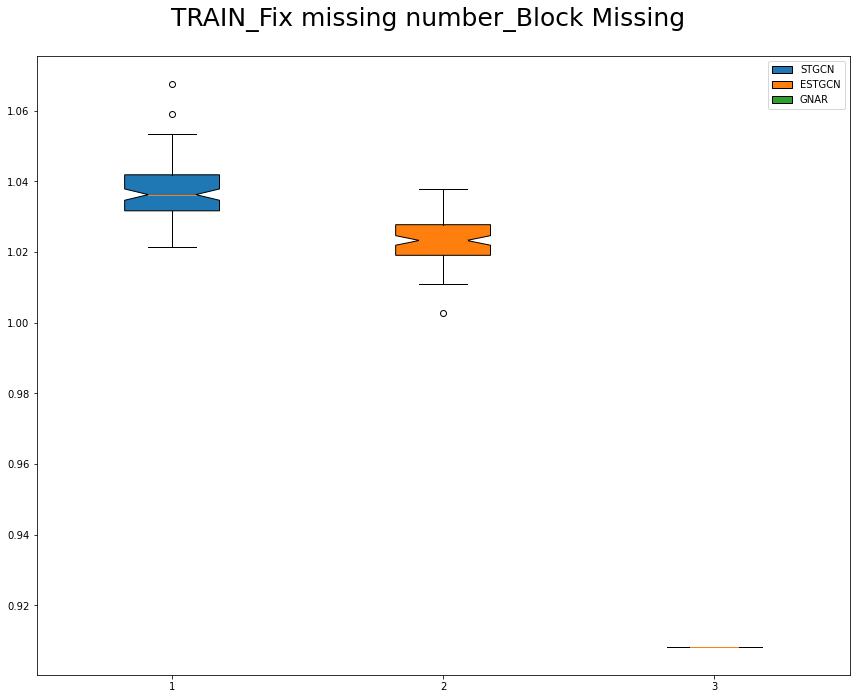 TRAIN_Fix missing number_Block Missing
STGCN
ESTGCN
GNAR
1.06
1.04
1.02
1.00
0.98
0.96
0.94
0.92
1
2
3